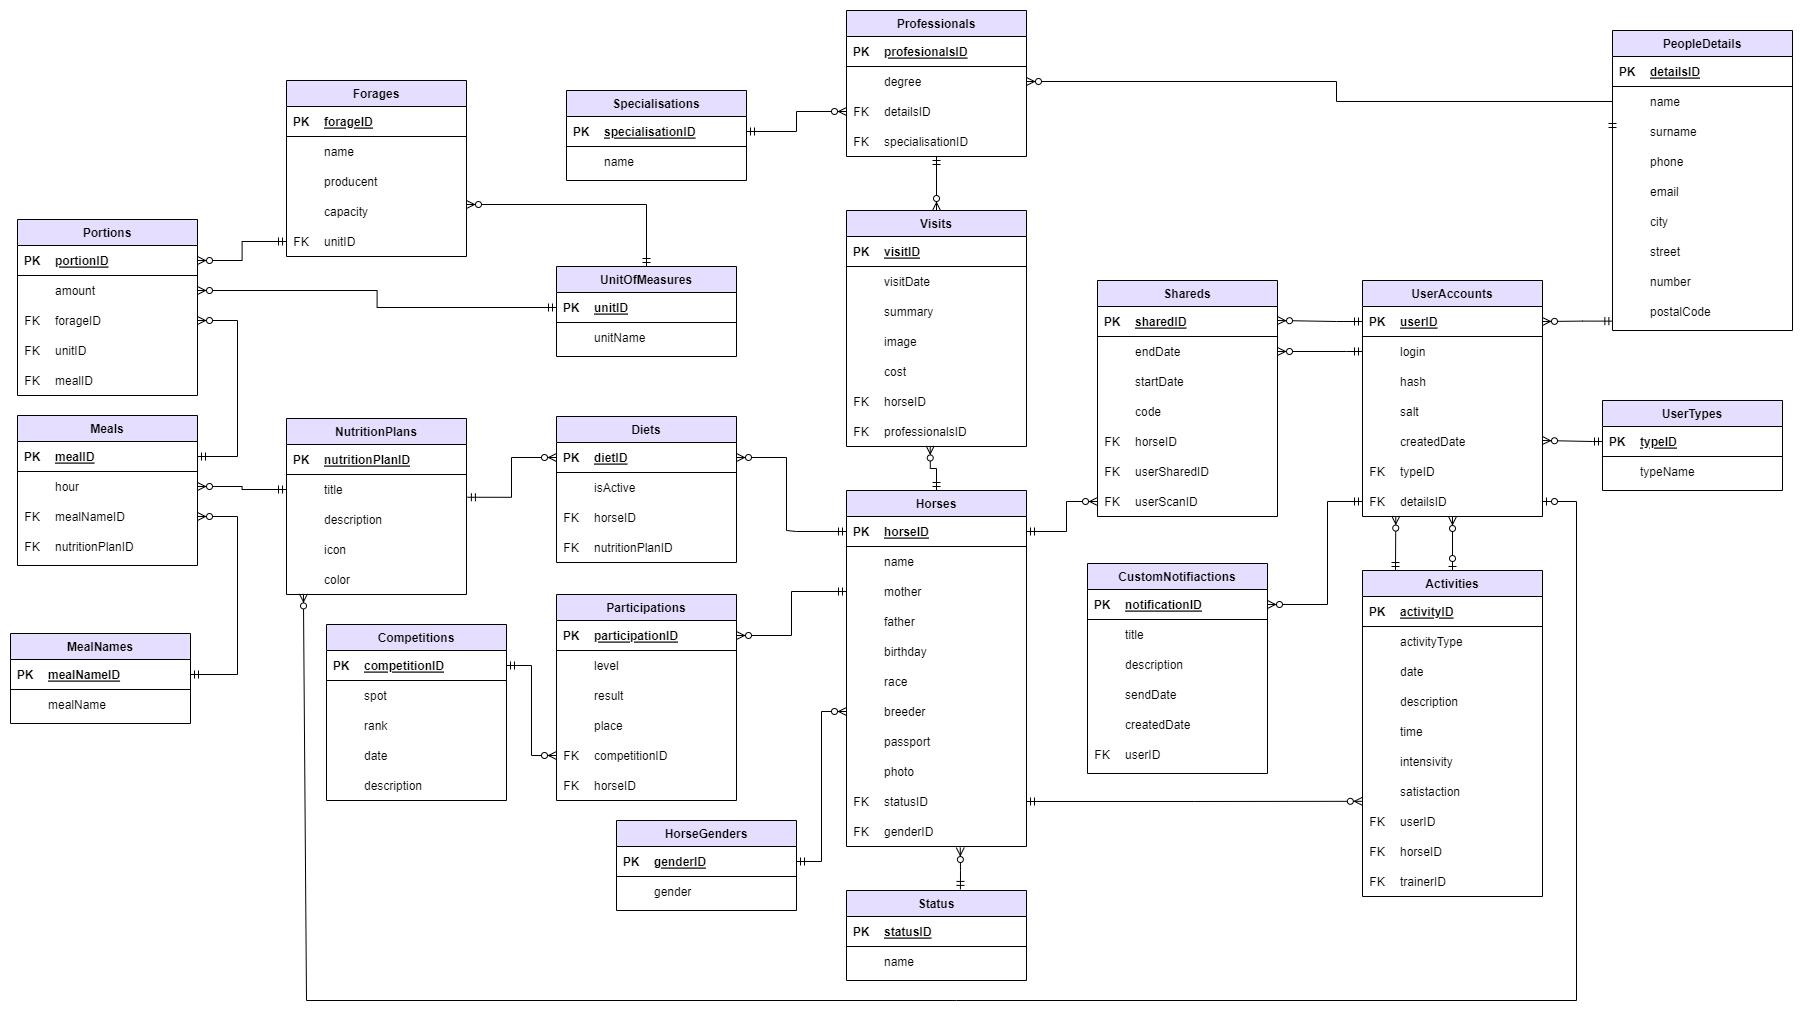 Professionals
PK profesionalsID
degree
FK detailsID
FK specialisationID
PeopleDetails
PK detailsID
name
surname
phone
email
city
street
number
postalCode
Forages
PK forageID
name
producent
capacity
FK unitID
Specialisations
PK specialisationID
name
Portions
PK portionID
amount
FK forageID
FK unitID
FK mealID
UnitOfMeasures
PK unitID
unitName
Visits
PK visitID
visitDate
summary
image
cost
FK horseID
FK professionalsID
Shareds
PK sharedID
endDate
startDate
code
FK horseID
FK userSharedID
FK userScanID
UserAccounts
PK userID
login
hash
salt
createdDate
FK typeID
FK detailsID
UserTypes
PK typeID
typeName
Meals
PK mealID
hour
FK mealNameID
FK nutritionPlanID
NutritionPlans
PK nutritionPlanID
title
description
icon
color
Diets
PK dietID
isActive
FK horseID
FK nutritionPlanID
Horses
PK horseID
name
mother
father
birthday
race
breeder
passport
photo
FK statusID
FK genderID
CustomNotifiactions
PK notificationID
title
description
sendDate
createdDate
FK userID
Activities
PK activityID
activityType
date
description
time
intensivity
satistaction
FK userID
FK horseID
FK trainerID
MealNames
PK mealNameID
mealName
Competitions
PK competitionID
spot
rank
date
description
Participations
PK participationID
level
result
place
FK competitionID
FK horseID
HorseGenders
PK genderID
gender
Status
PK statusID
name